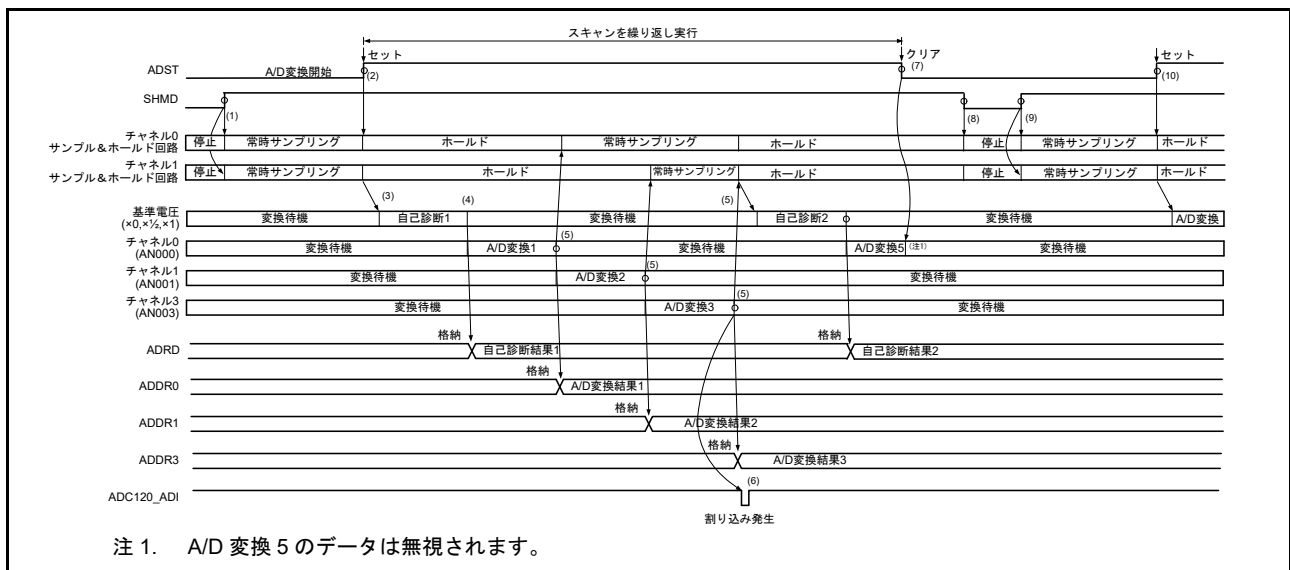 スキャンを繰り返し実行
セット
クリア
セット
ADST
A/D変換開始
(2)
(7)
(10)
SHMD
(1)
(8)
(9)
チャネル0
サンプル&ホールド回路
停止
常時サンプリング
ホールド
常時サンプリング
ホールド
停止
常時サンプリング
ホールド
チャネル1
サンプル&ホールド回路
停止
常時サンプリング
ホールド
常時サンプリング
ホールド
停止
常時サンプリング
ホールド
(3)
(4)
(5)
基準電圧
(×0,×½,×1)
変換待機
自己診断1
変換待機
自己診断2
変換待機
A/D変換
(5)
チャネル0
(AN000)
変換待機
A/D変換1
変換待機
A/D変換5
(注1)
変換待機
(5)
チャネル1
(AN001)
変換待機
A/D変換2
変換待機
(5)
チャネル3
(AN003)
変換待機
A/D変換3
変換待機
格納
格納
ADRD
自己診断結果1
自己診断結果2
格納
ADDR0
A/D変換結果1
格納
ADDR1
A/D変換結果2
格納
ADDR3
A/D変換結果3
(6)
ADC120_ADI
割り込み発生
注 1. A/D 変換 5 のデータは無視されます。